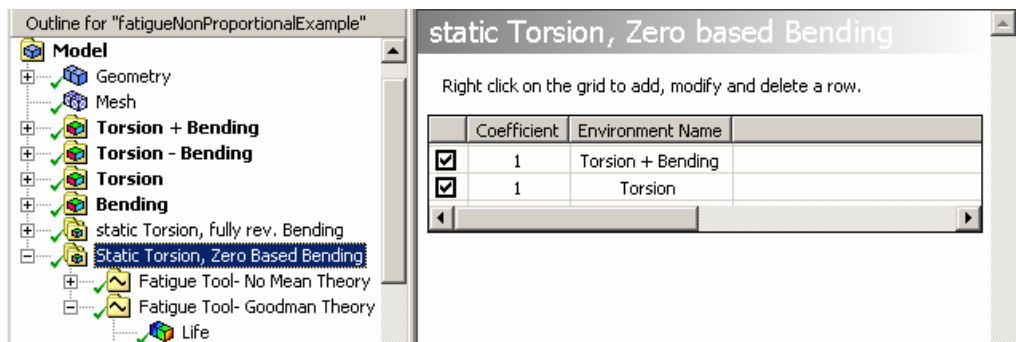 Outline for "fatigueNonProportionalExample"
Model
Geometry
Mesh
Torsion + Bending
Torsion - Bending
Torsion
Bending
static Torsion, fully rev. Bending
Static Torsion, Zero Based Bending
Fatigue Tool- No Mean Theory
Fatigue Tool- Goodman Theory
Life
static Torsion, Zero based Bending
Right click on the grid to add, modify and delete a row.
Coefficient Environment Name
1 Torsion + Bending
1 Torsion